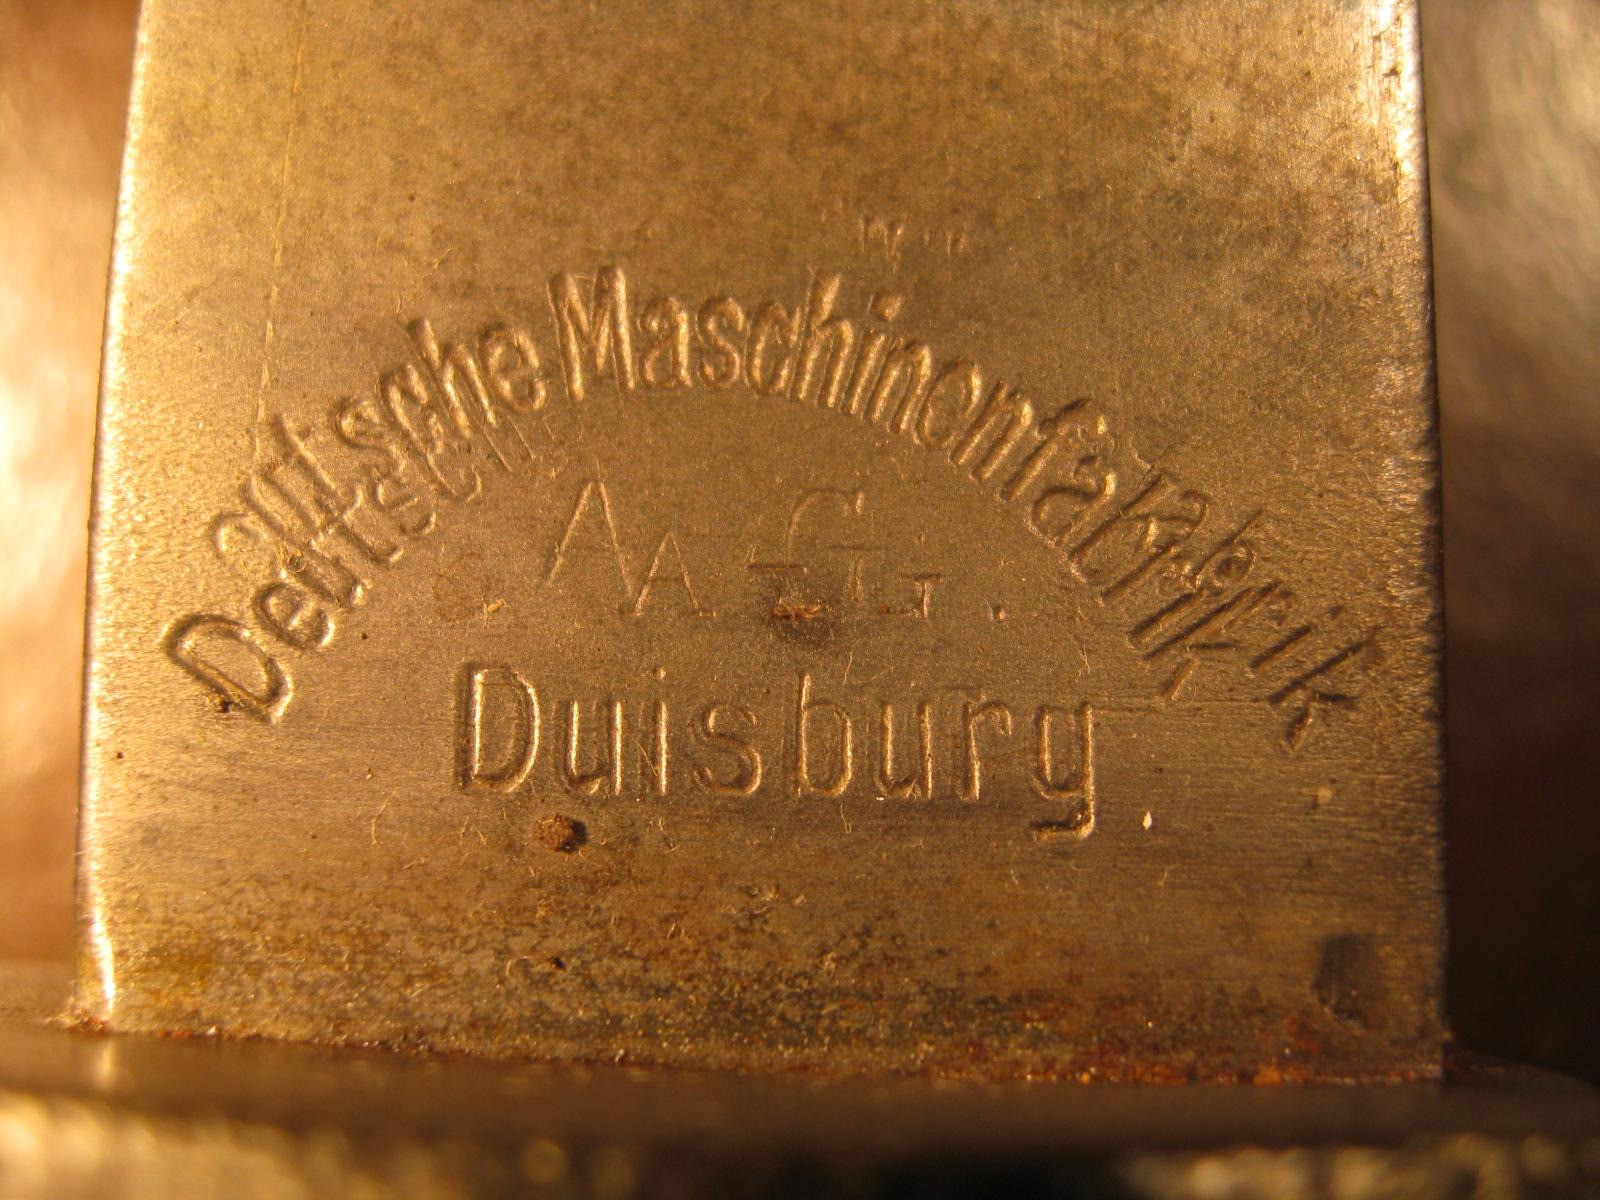 Deutsche Maschinenfabrik
A.G.
Duisburg